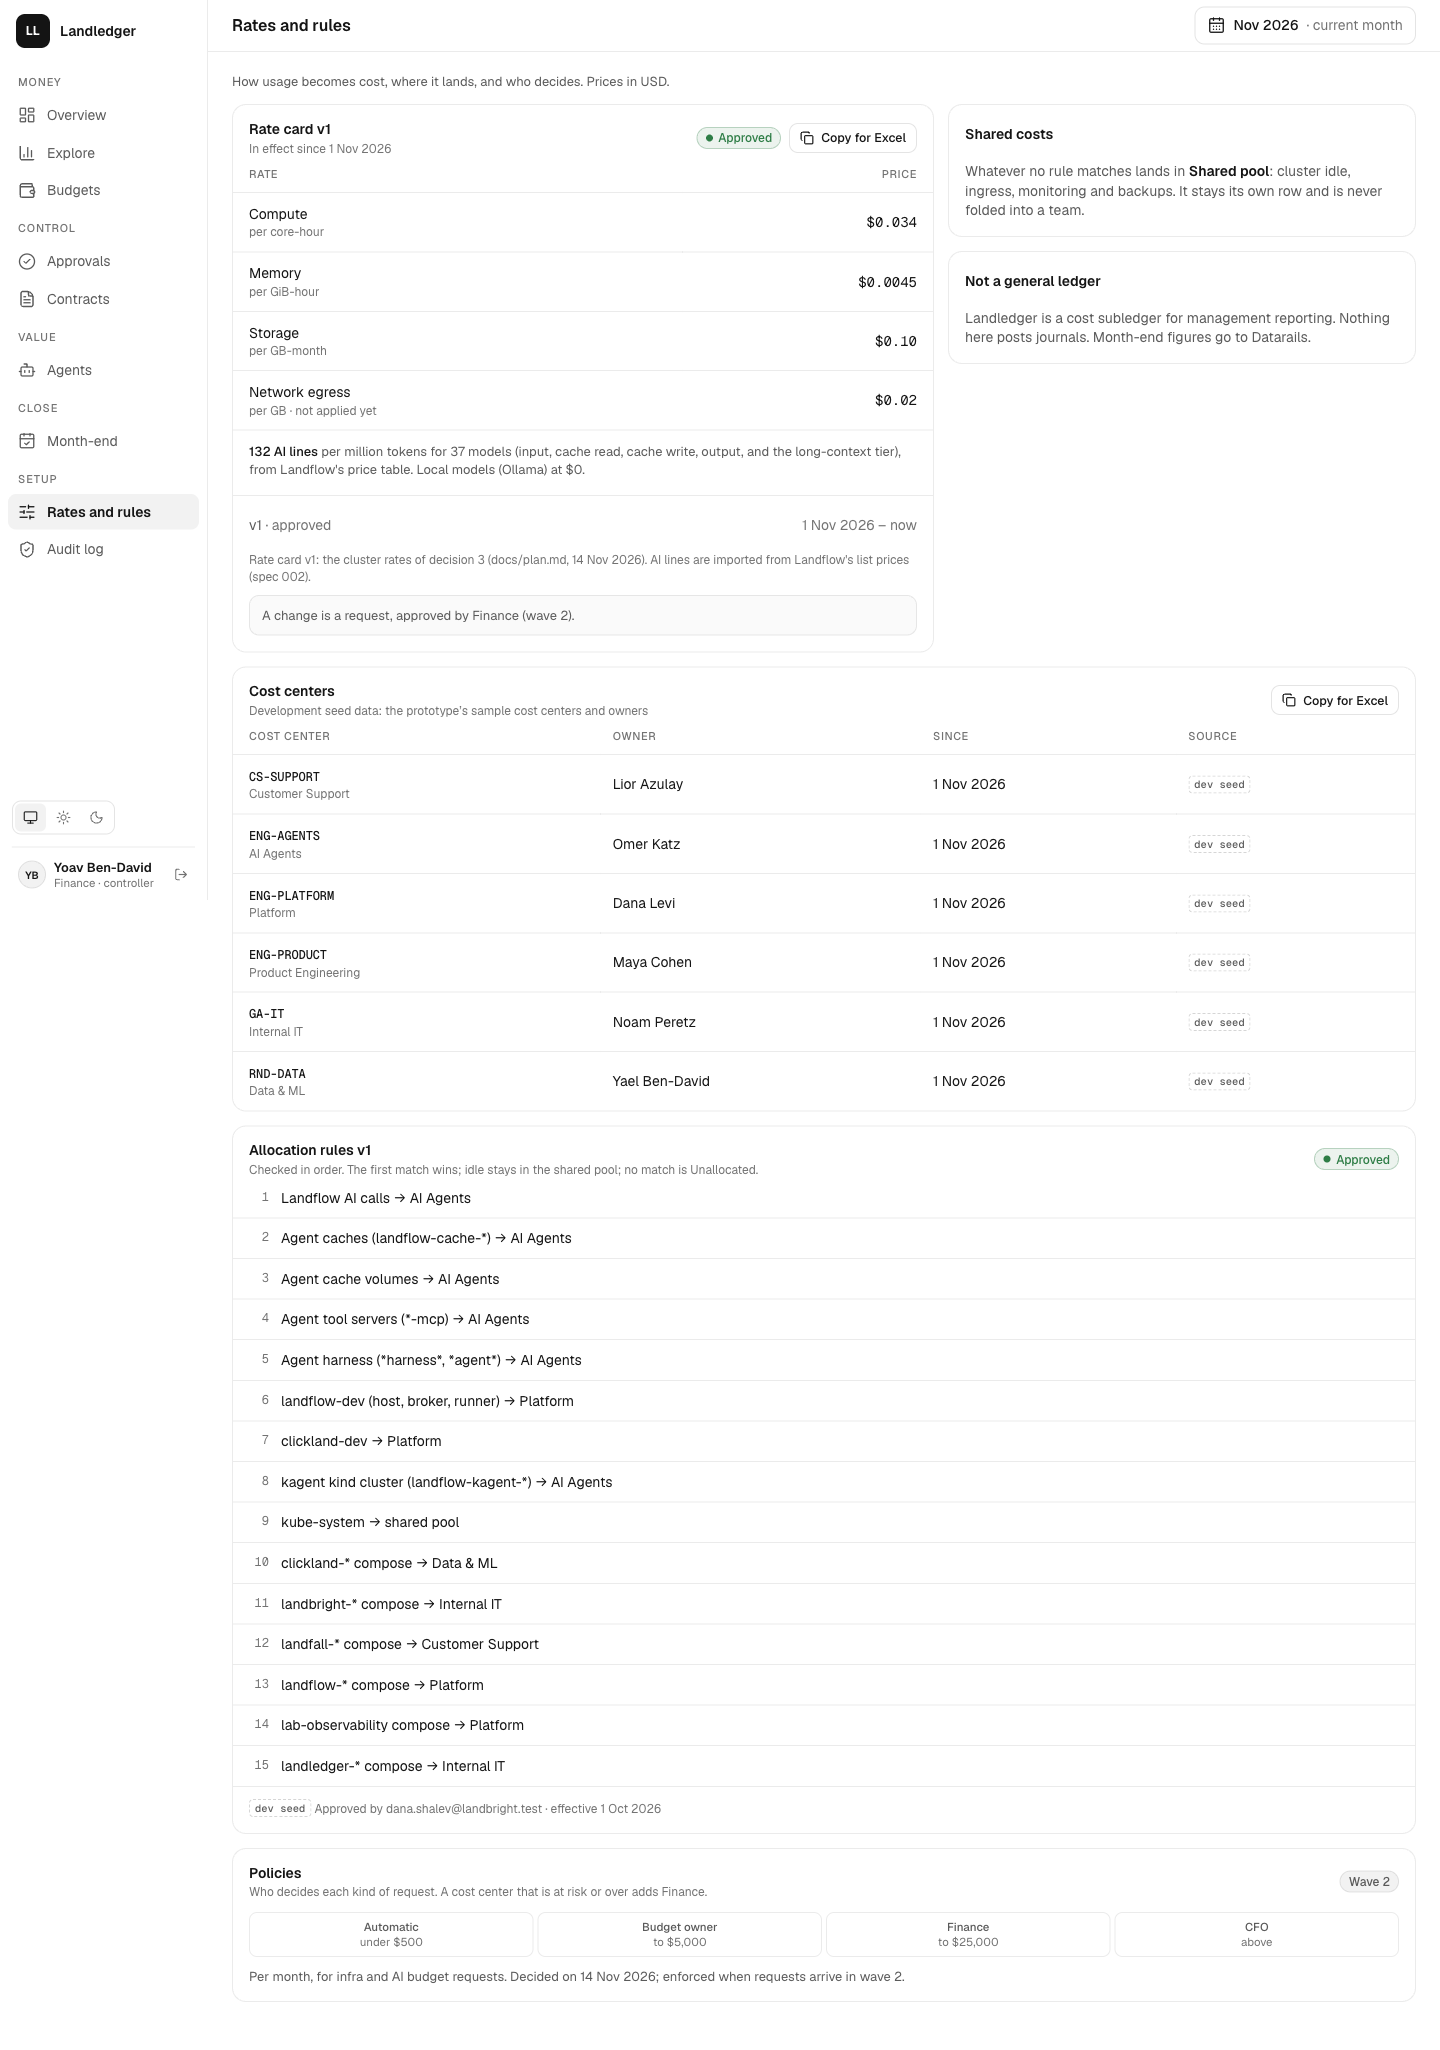 LL
Landledger
MONEY
Overview
Explore
Budgets
CONTROL
Approvals
Contracts
VALUE
Agents
CLOSE
Month-end
SETUP
Rates and rules
Audit log
YB
Yoav Ben-David
Finance · controller
Rates and rules
Nov 2026 · current month
How usage becomes cost, where it lands, and who decides. Prices in USD.
Rate card v1
In effect since 1 Nov 2026
Approved
Copy for Excel
RATE PRICE
Compute
per core-hour
$0.034
Memory
per GiB-hour
$0.0045
Storage
per GB-month
$0.10
Network egress
per GB · not applied yet
$0.02
132 AI lines per million tokens for 37 models (input, cache read, cache write, output, and the long-context tier),
from Landflow's price table. Local models (Ollama) at $0.
v1 · approved 1 Nov 2026 – now
Rate card v1: the cluster rates of decision 3 (docs/plan.md, 14 Nov 2026). AI lines are imported from Landflow's list prices
(spec 002).
A change is a request, approved by Finance (wave 2).
Shared costs
Whatever no rule matches lands in Shared pool: cluster idle,
ingress, monitoring and backups. It stays its own row and is never
folded into a team.
Not a general ledger
Landledger is a cost subledger for management reporting. Nothing
here posts journals. Month-end figures go to Datarails.
Cost centers
Development seed data: the prototype's sample cost centers and owners
Copy for Excel
COST CENTER OWNER SINCE SOURCE
CS-SUPPORT
Customer Support
Lior Azulay 1 Nov 2026 dev seed
ENG-AGENTS
AI Agents
Omer Katz 1 Nov 2026 dev seed
ENG-PLATFORM
Platform
Dana Levi 1 Nov 2026 dev seed
ENG-PRODUCT
Product Engineering
Maya Cohen 1 Nov 2026 dev seed
GA-IT
Internal IT
Noam Peretz 1 Nov 2026 dev seed
RND-DATA
Data & ML
Yael Ben-David 1 Nov 2026 dev seed
Allocation rules v1
Checked in order. The first match wins; idle stays in the shared pool; no match is Unallocated.
Approved
1 Landflow AI calls → AI Agents
2 Agent caches (landflow-cache-*) → AI Agents
3 Agent cache volumes → AI Agents
4 Agent tool servers (*-mcp) → AI Agents
5 Agent harness (*harness*, *agent*) → AI Agents
6 landflow-dev (host, broker, runner) → Platform
7 clickland-dev → Platform
8 kagent kind cluster (landflow-kagent-*) → AI Agents
9 kube-system → shared pool
10 clickland-* compose → Data & ML
11 landbright-* compose → Internal IT
12 landfall-* compose → Customer Support
13 landflow-* compose → Platform
14 lab-observability compose → Platform
15 landledger-* compose → Internal IT
dev seed Approved by dana.shalev@landbright.test · effective 1 Oct 2026
Policies
Who decides each kind of request. A cost center that is at risk or over adds Finance.
Wave 2
Automatic
under $500
Budget owner
to $5,000
Finance
to $25,000
CFO
above
Per month, for infra and AI budget requests. Decided on 14 Nov 2026; enforced when requests arrive in wave 2.